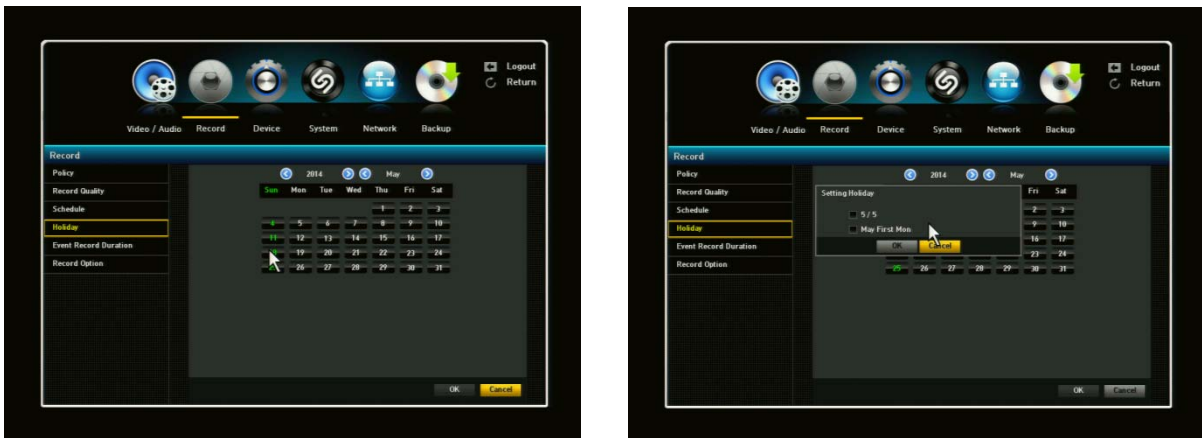 Logout
Return
Video / Audio Record Device System Network Backup
Record
Policy
Record Quality
Schedule
Holiday
Event Record Duration
Record Option
2014 May
Sun Mon Tue Wed Thu Fri Sat
1 2 3
4 5 6 7 8 9 10
11 12 13 14 15 16 17
19 20 21 22 23 24
26 27 28 29 30 31
OK Cancel
Logout
Return
Video / Audio Record Device System Network Backup
Record
Policy
Record Quality
Schedule
Holiday
Event Record Duration
Record Option
2014 May
Fri Sat
Setting Holiday
5 / 5
May First Mon
OK Cancel
2 3
9 10
16 17
23 24
25 26 27 28 29 30 31
OK Cancel